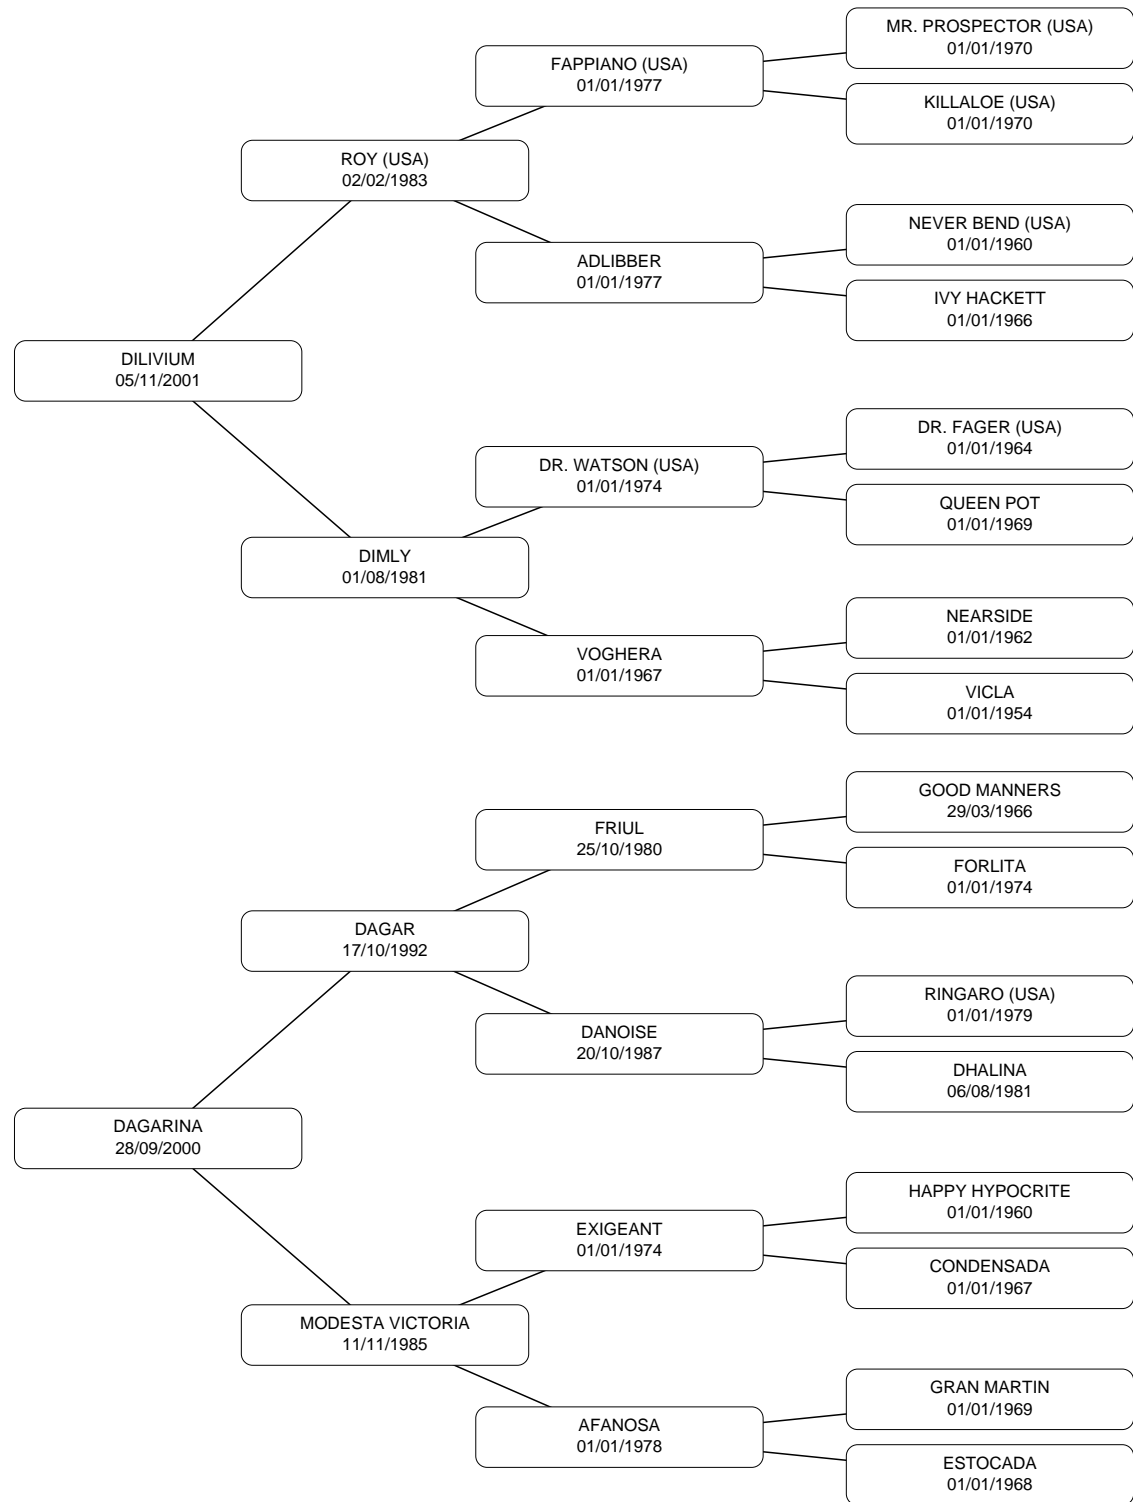 MR. PROSPECTOR (USA)
01/01/1970
FAPPIANO (USA)
01/01/1977
KILLALOE (USA)
01/01/1970
ROY (USA)
02/02/1983
NEVER BEND (USA)
01/01/1960
ADLIBBER
01/01/1977
IVY HACKETT
01/01/1966
DILIVIUM
05/11/2001
DR. FAGER (USA)
01/01/1964
DR. WATSON (USA)
01/01/1974
QUEEN POT
01/01/1969
DIMLY
01/08/1981
NEARSIDE
01/01/1962
VOGHERA
01/01/1967
VICLA
01/01/1954
GOOD MANNERS
29/03/1966
FRIUL
25/10/1980
FORLITA
01/01/1974
DAGAR
17/10/1992
RINGARO (USA)
01/01/1979
DANOISE
20/10/1987
DHALINA
06/08/1981
DAGARINA
28/09/2000
HAPPY HYPOCRITE
01/01/1960
EXIGEANT
01/01/1974
CONDENSADA
01/01/1967
MODESTA VICTORIA
11/11/1985
GRAN MARTIN
01/01/1969
AFANOSA
01/01/1978
ESTOCADA
01/01/1968